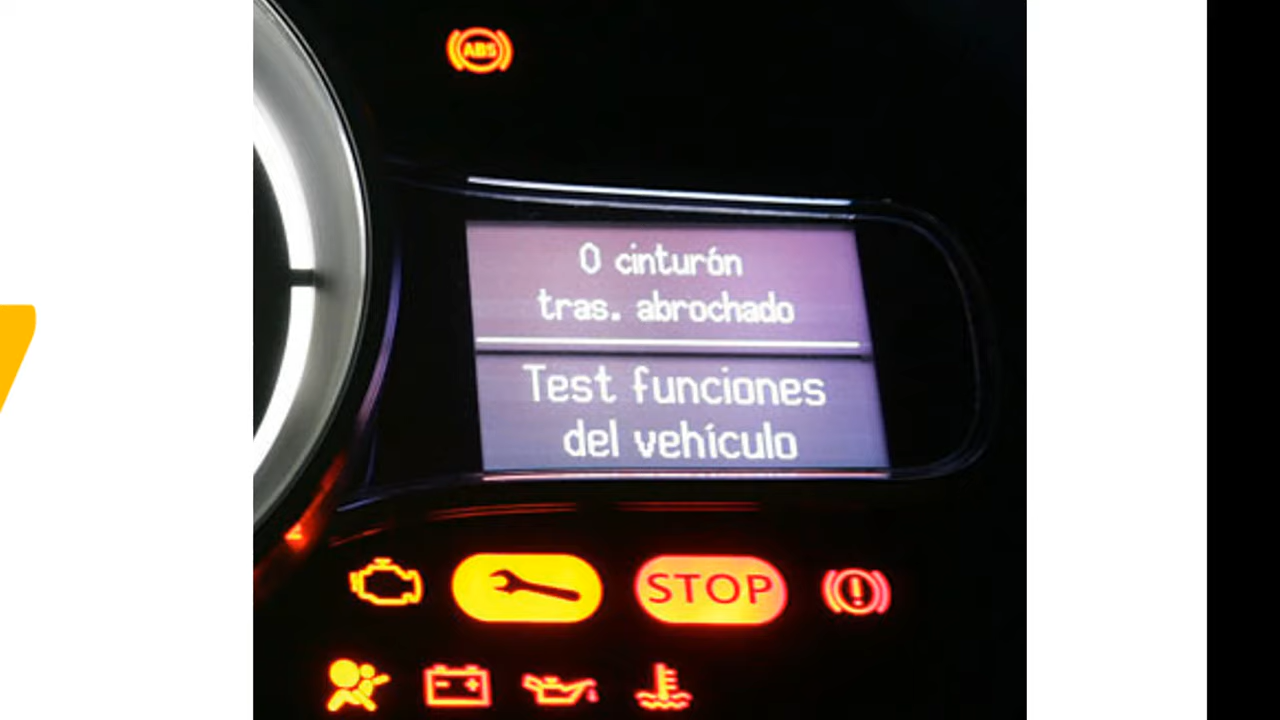 ABS
0 cinturón
tras. abrochado
Test funciones
del vehículo
STOP